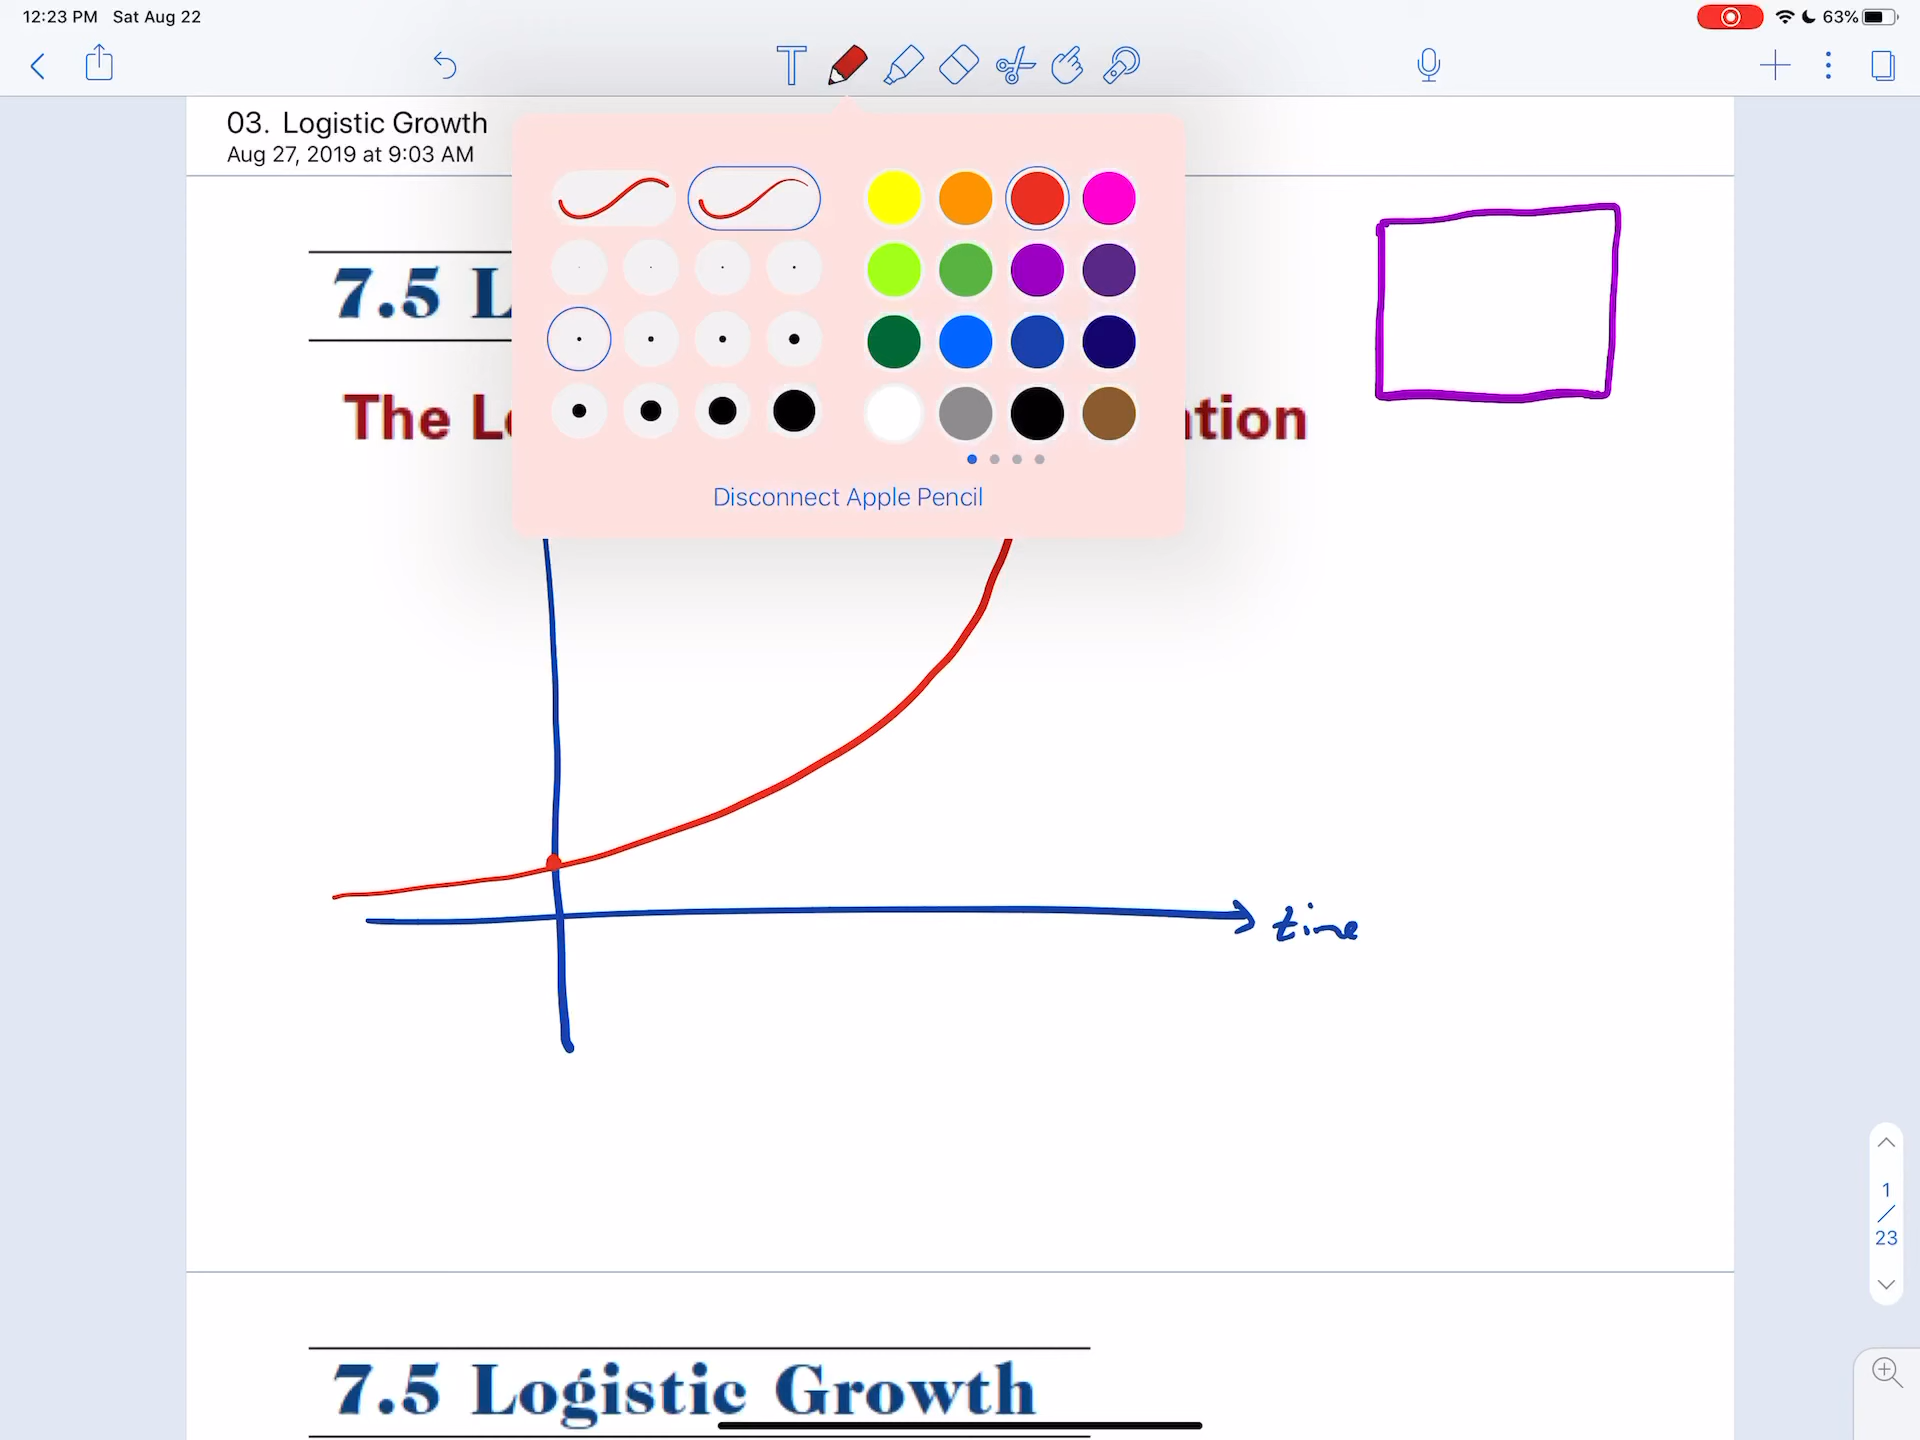 12:23 PM Sat Aug 22
63%
T
03. Logistic Growth
Aug 27, 2019 at 9:03 AM
7.5 L
The Lo
tion
Disconnect Apple Pencil
time
1
/
23
7.5 Logistic Growth